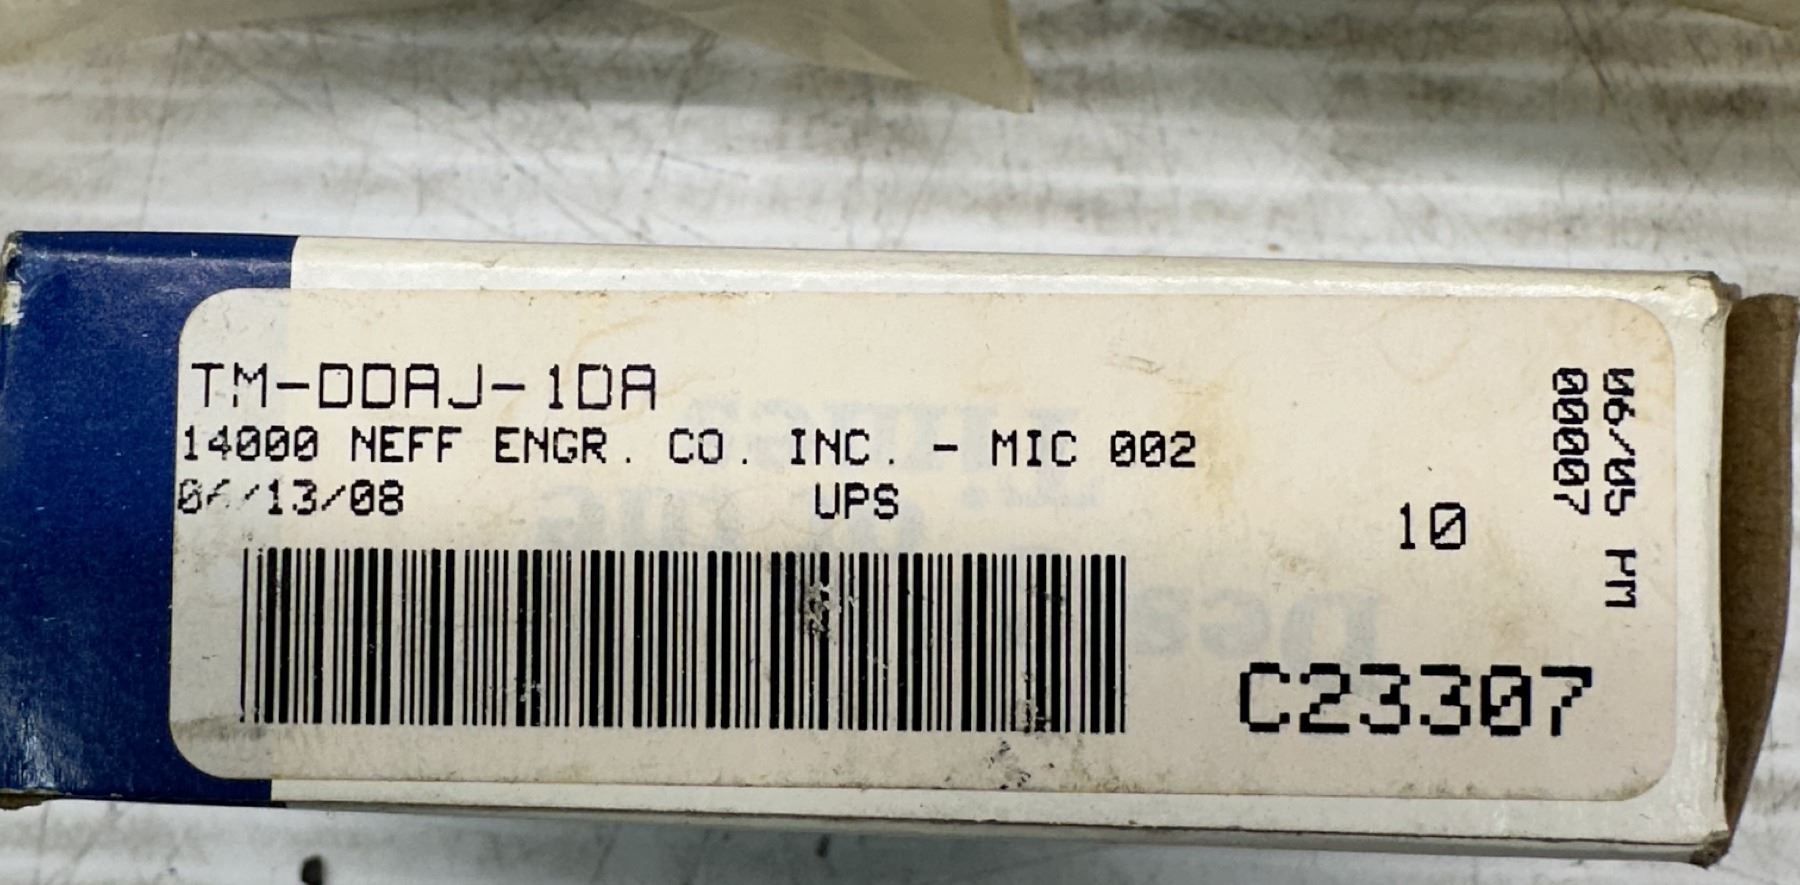 TM-DDAJ-1DA
14000 NEFF ENGR. CO. INC. - MIC 002
06/13/08 UPS
10
C23307
06/05 PM
00007